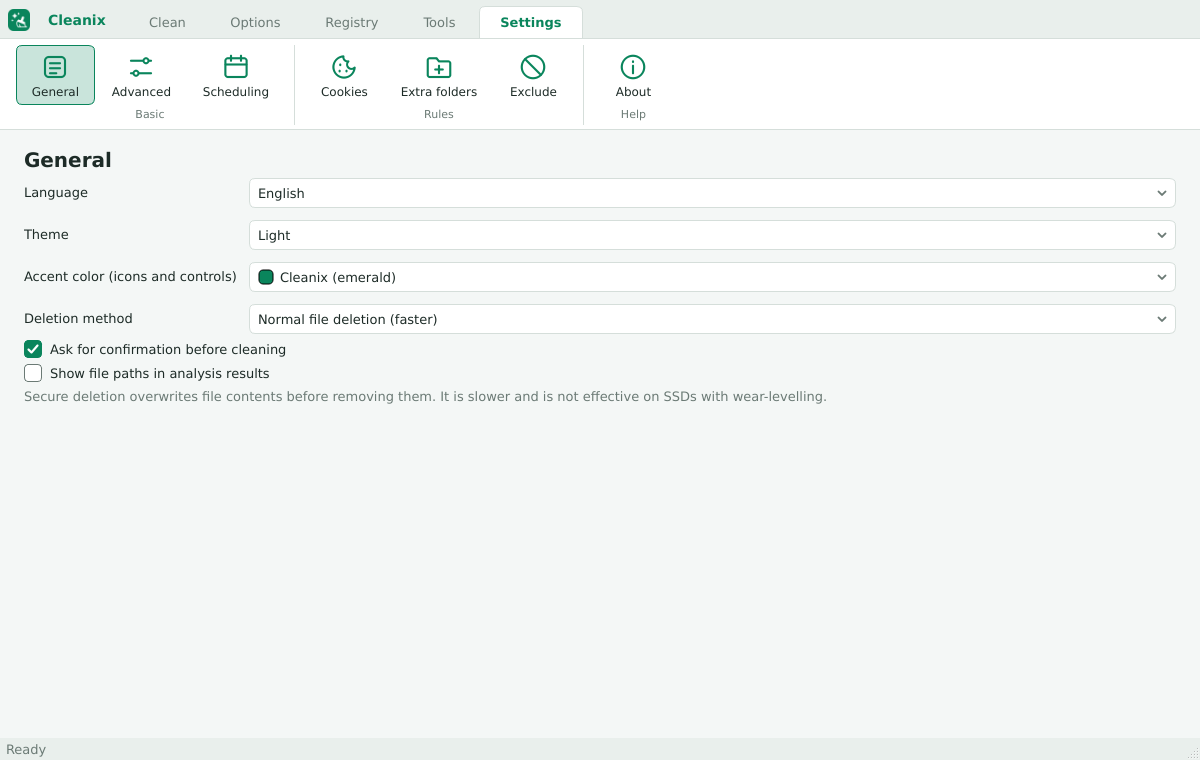 Cleanix
Clean
Options
Registry
Tools
Settings
General
Advanced
Scheduling
Basic
Cookies
Extra folders
Exclude
Rules
About
Help
General
Language
English
Theme
Light
Accent color (icons and controls)
Cleanix (emerald)
Deletion method
Normal file deletion (faster)
Ask for confirmation before cleaning
Show file paths in analysis results
Secure deletion overwrites file contents before removing them. It is slower and is not effective on SSDs with wear-levelling.
Ready